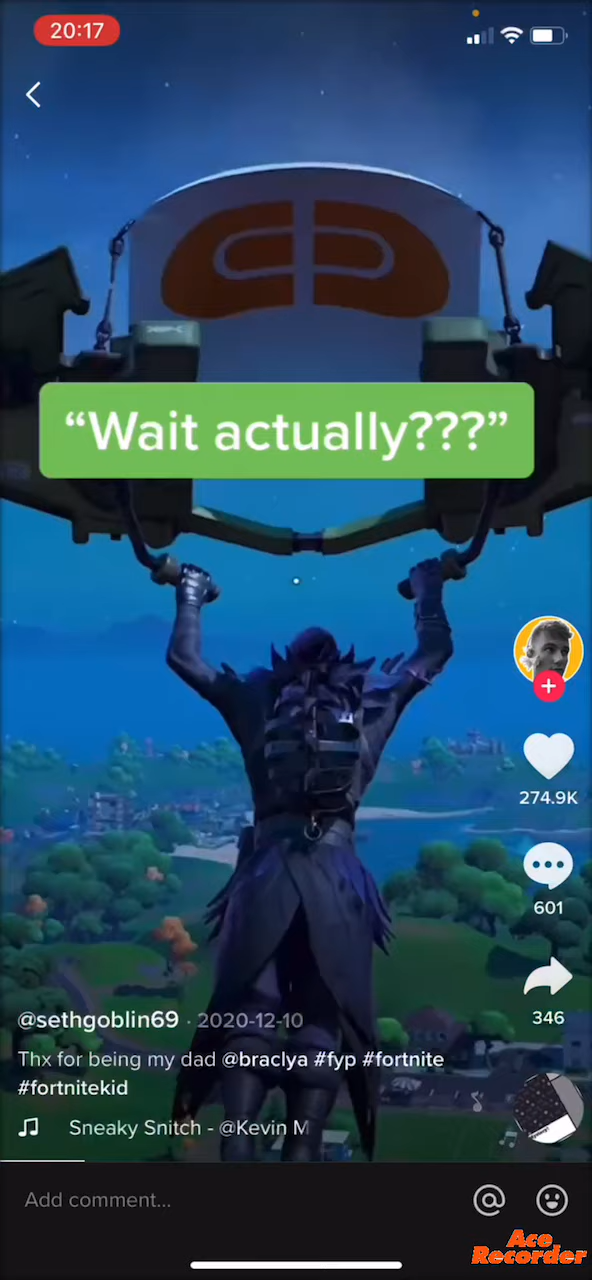 20:17
“Wait actually???”
274.9K
601
346
@sethgoblin69 · 2020-12-10
Thx for being my dad @braclya #fyp #fortnite
#fortnitekid
Sneaky Snitch - @Kevin M
Add comment...
Ace
Recorder